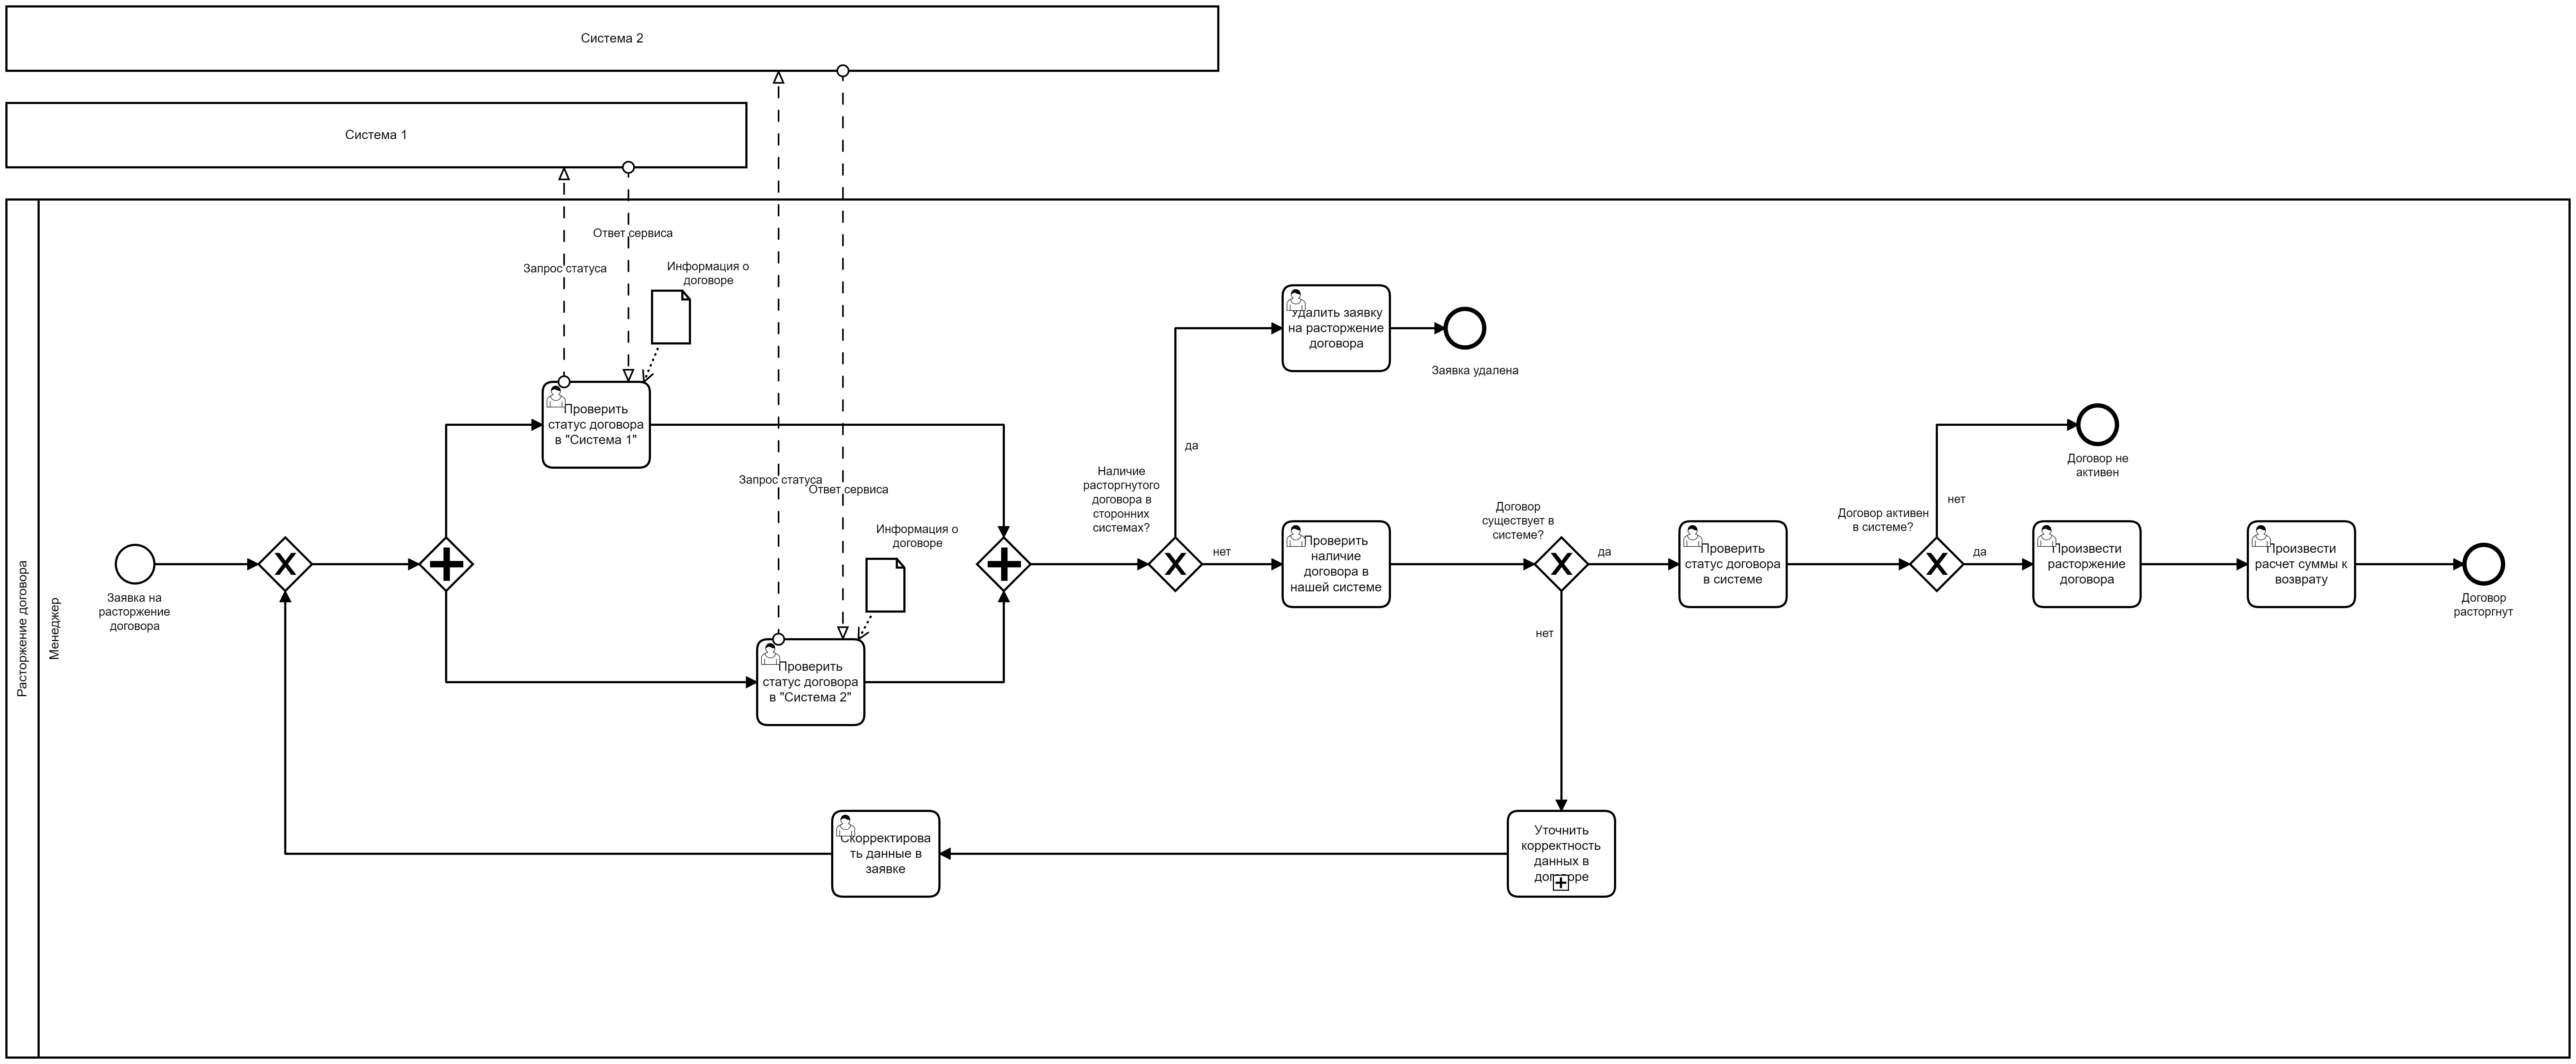 Система 2
Система 1
Расторжение договора
Менеджер
Ответ сервиса
Запрос статуса
Информация о
договоре
Проверить
статус договора
в "Система 1"
Запрос статуса
Ответ сервиса
Информация о
договоре
Проверить
статус договора
в "Система 2"
Заявка на
расторжение
договора
Наличие
расторгнутого
договора в
сторонних
системах?
да
Удалить заявку
на расторжение
договора
Заявка удалена
нет
Проверить
наличие
договора в
нашей системе
Договор
существует в
системе?
да
Проверить
статус договора
в системе
Договор активен
в системе?
нет
Договор не
активен
да
Произвести
расторжение
договора
Произвести
расчет суммы к
возврату
Договор
расторгнут
нет
Уточнить
корректность
данных в
договоре
Скорректирова
ть данные в
заявке